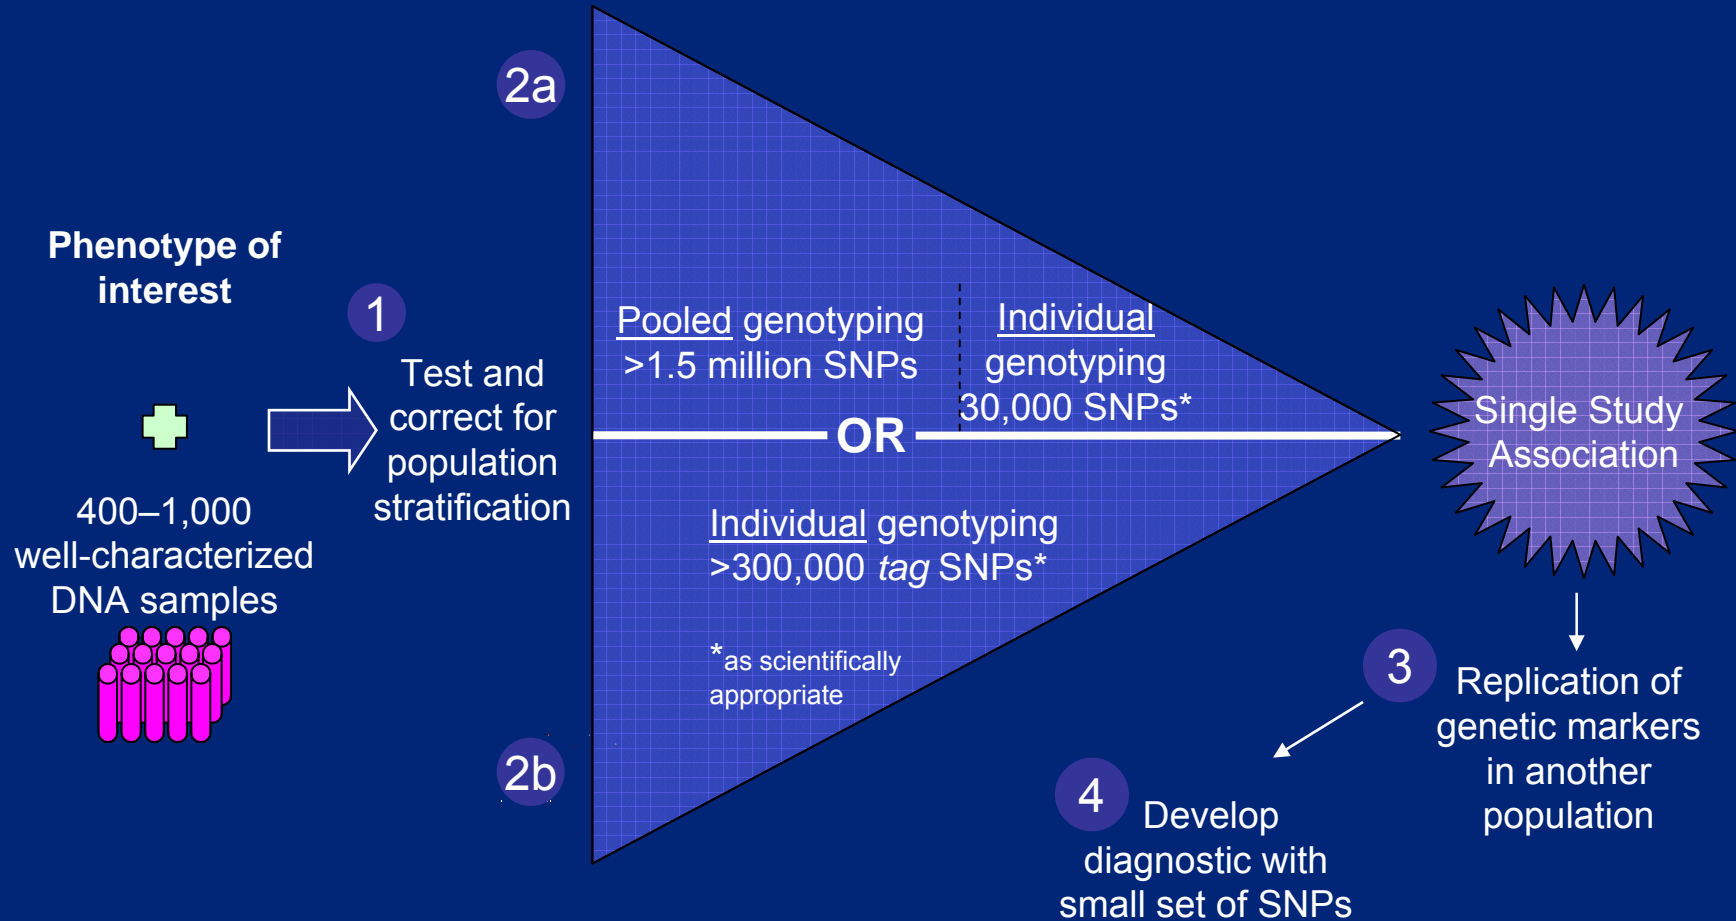 Phenotype of
interest
400–1,000
well-characterized
DNA samples
1
Test and
correct for
population
stratification
2a
Pooled genotyping
>1.5 million SNPs
Individual
genotyping
30,000 SNPs*
OR
Individual genotyping
>300,000 tag SNPs*
*as scientifically
appropriate
2b
Single Study
Association
3
Replication of
genetic markers
in another
population
4
Develop
diagnostic with
small set of SNPs